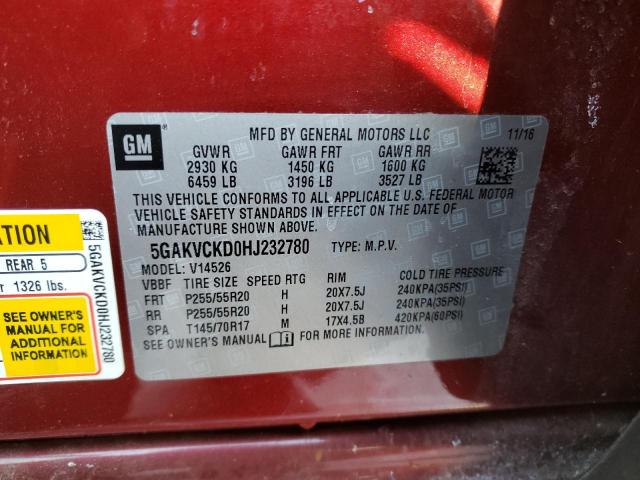 GM
MFD BY GENERAL MOTORS LLC 11/16
GVWR GAWR FRT GAWR RR
2930 KG 1450 KG 1600 KG
6459 LB 3196 LB 3527 LB
THIS VEHICLE CONFORMS TO ALL APPLICABLE U.S. FEDERAL MOTOR
VEHICLE SAFETY STANDARDS IN EFFECT ON THE DATE OF
MANUFACTURE SHOWN ABOVE.
5GAKVCKD0HJ232780 TYPE: M.P.V.
MODEL: V14526
VBBF TIRE SIZE SPEED RTG RIM COLD TIRE PRESSURE
FRT P255/55R20 H 20X7.5J 240KPA(35PSI)
RR P255/55R20 H 20X7.5J 240KPA(35PSI)
SPA T145/70R17 M 17X4.5B 420KPA(60PSI)
SEE OWNER'S MANUAL FOR MORE INFORMATION.
REAR 5
1326 lbs.
SEE OWNER'S
MANUAL FOR
ADDITIONAL
INFORMATION
5GAKVCKD0HJ232780